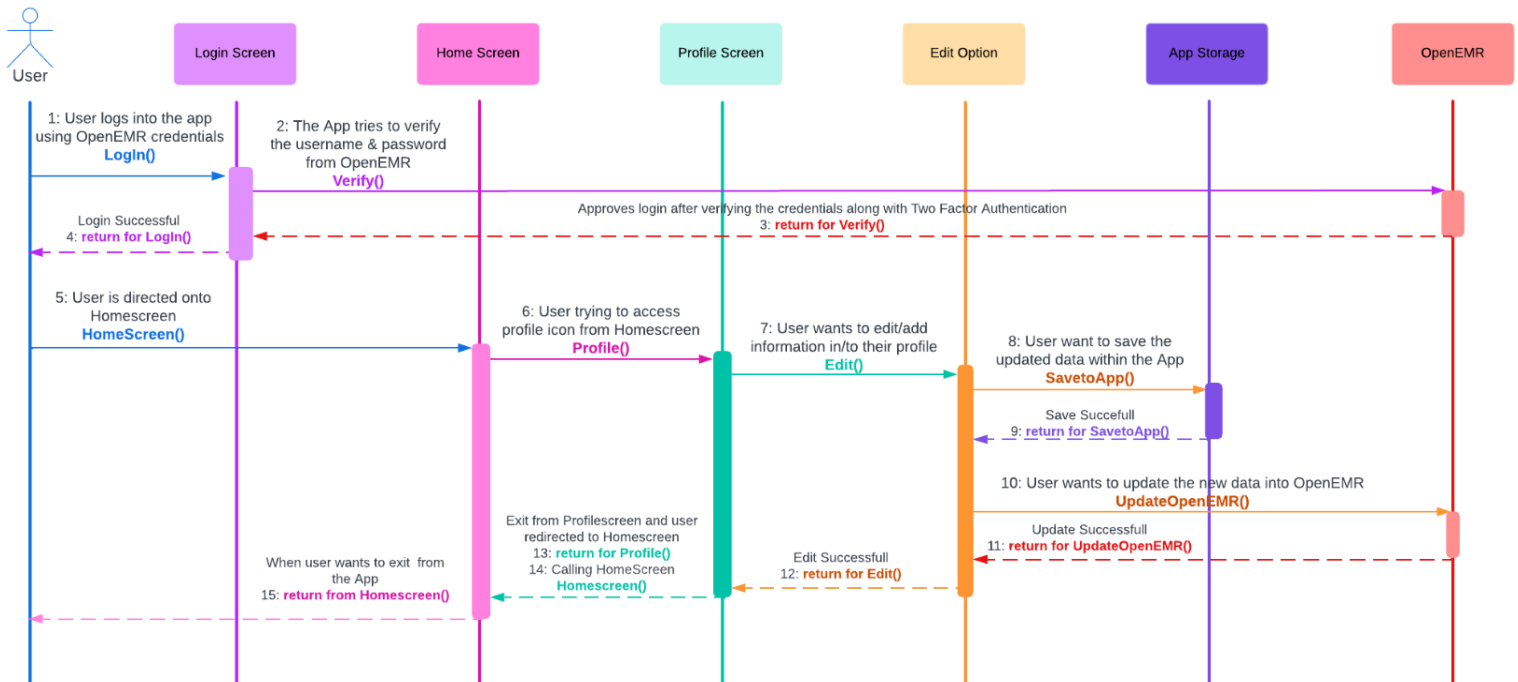 User
Login Screen
Home Screen
Profile Screen
Edit Option
App Storage
OpenEMR
1: User logs into the app
using OpenEMR credentials
LogIn()
2: The App tries to verify
the username & password
from OpenEMR
Verify()
Approves login after verifying the credentials along with Two Factor Authentication
3: return for Verify()
Login Successful
4: return for LogIn()
5: User is directed onto
Homescreen
HomeScreen()
6: User trying to access
profile icon from Homescreen
Profile()
7: User wants to edit/add
information in/to their profile
Edit()
8: User want to save the
updated data within the App
SavetoApp()
Save Succefull
9: return for SavetoApp()
10: User wants to update the new data into OpenEMR
UpdateOpenEMR()
Update Successfull
11: return for UpdateOpenEMR()
Edit Successfull
12: return for Edit()
Exit from Profilescreen and user
redirected to Homescreen
13: return for Profile()
14: Calling HomeScreen
Homescreen()
When user wants to exit from
the App
15: return from Homescreen()